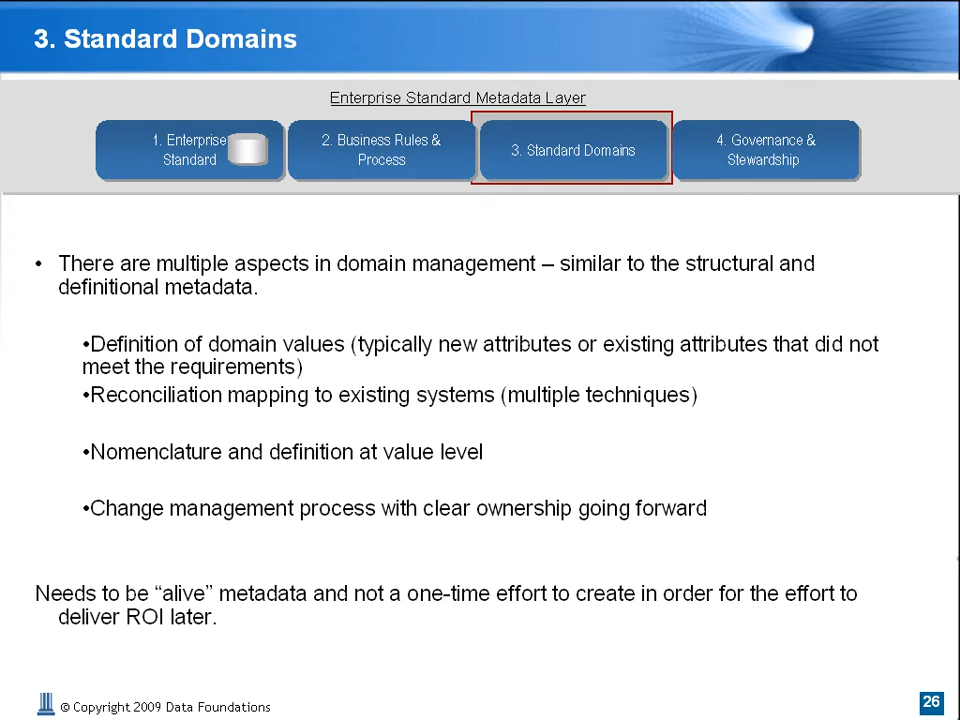 3. Standard Domains
Enterprise Standard Metadata Layer
1. Enterprise
Standard
2. Business Rules &
Process
3. Standard Domains
4. Governance &
Stewardship
• There are multiple aspects in domain management – similar to the structural and
definitional metadata.
•Definition of domain values (typically new attributes or existing attributes that did not
meet the requirements)
•Reconciliation mapping to existing systems (multiple techniques)
•Nomenclature and definition at value level
•Change management process with clear ownership going forward
Needs to be “alive” metadata and not a one-time effort to create in order for the effort to
deliver ROI later.
© Copyright 2009 Data Foundations
26